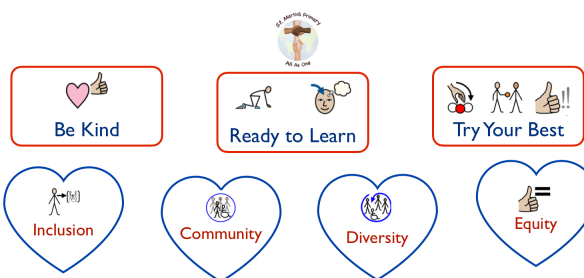 St. Martin's Primary
All As One
Be Kind
Ready to Learn
Try Your Best
!!
Inclusion
Community
Diversity
=
Equity